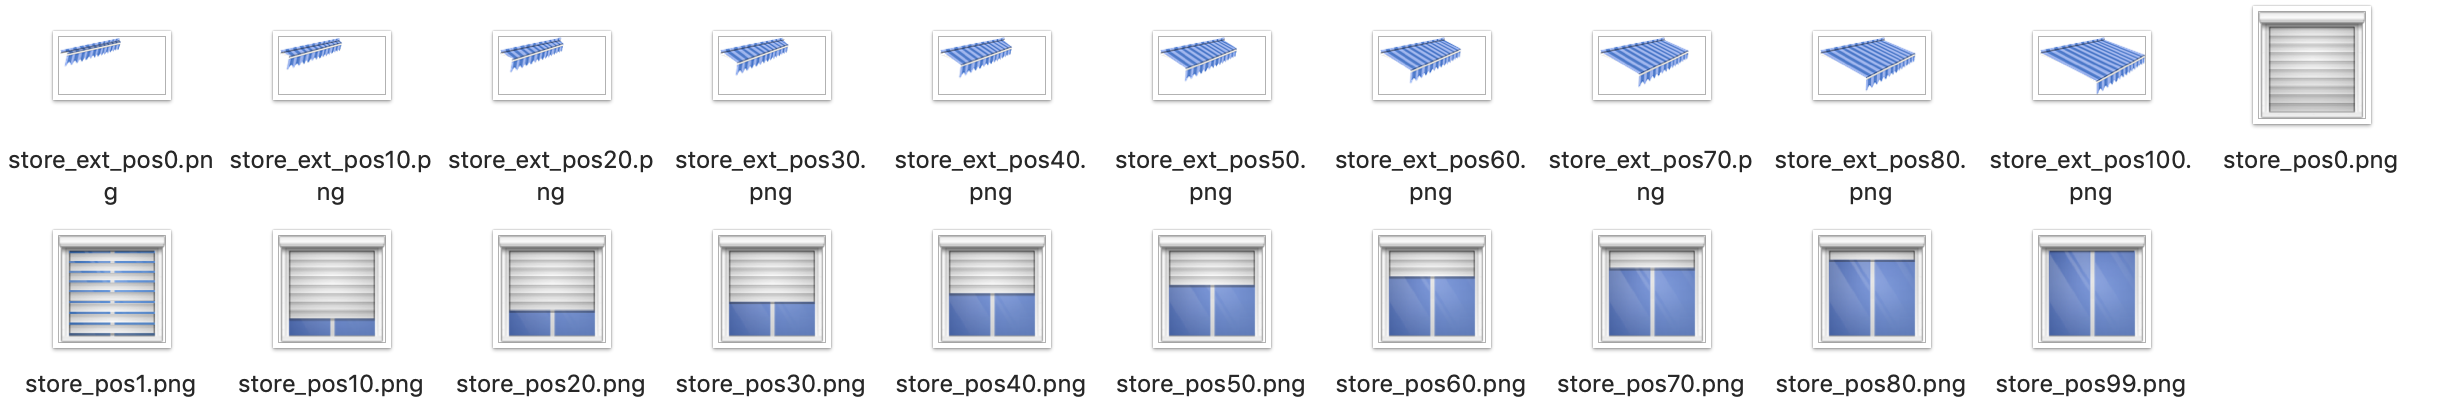 store_ext_pos0.pn
g
store_ext_pos10.p
ng
store_ext_pos20.p
ng
store_ext_pos30.
png
store_ext_pos40.
png
store_ext_pos50.
png
store_ext_pos60.
png
store_ext_pos70.p
ng
store_ext_pos80.
png
store_ext_pos100.
png
store_pos0.png
store_pos1.png
store_pos10.png
store_pos20.png
store_pos30.png
store_pos40.png
store_pos50.png
store_pos60.png
store_pos70.png
store_pos80.png
store_pos99.png